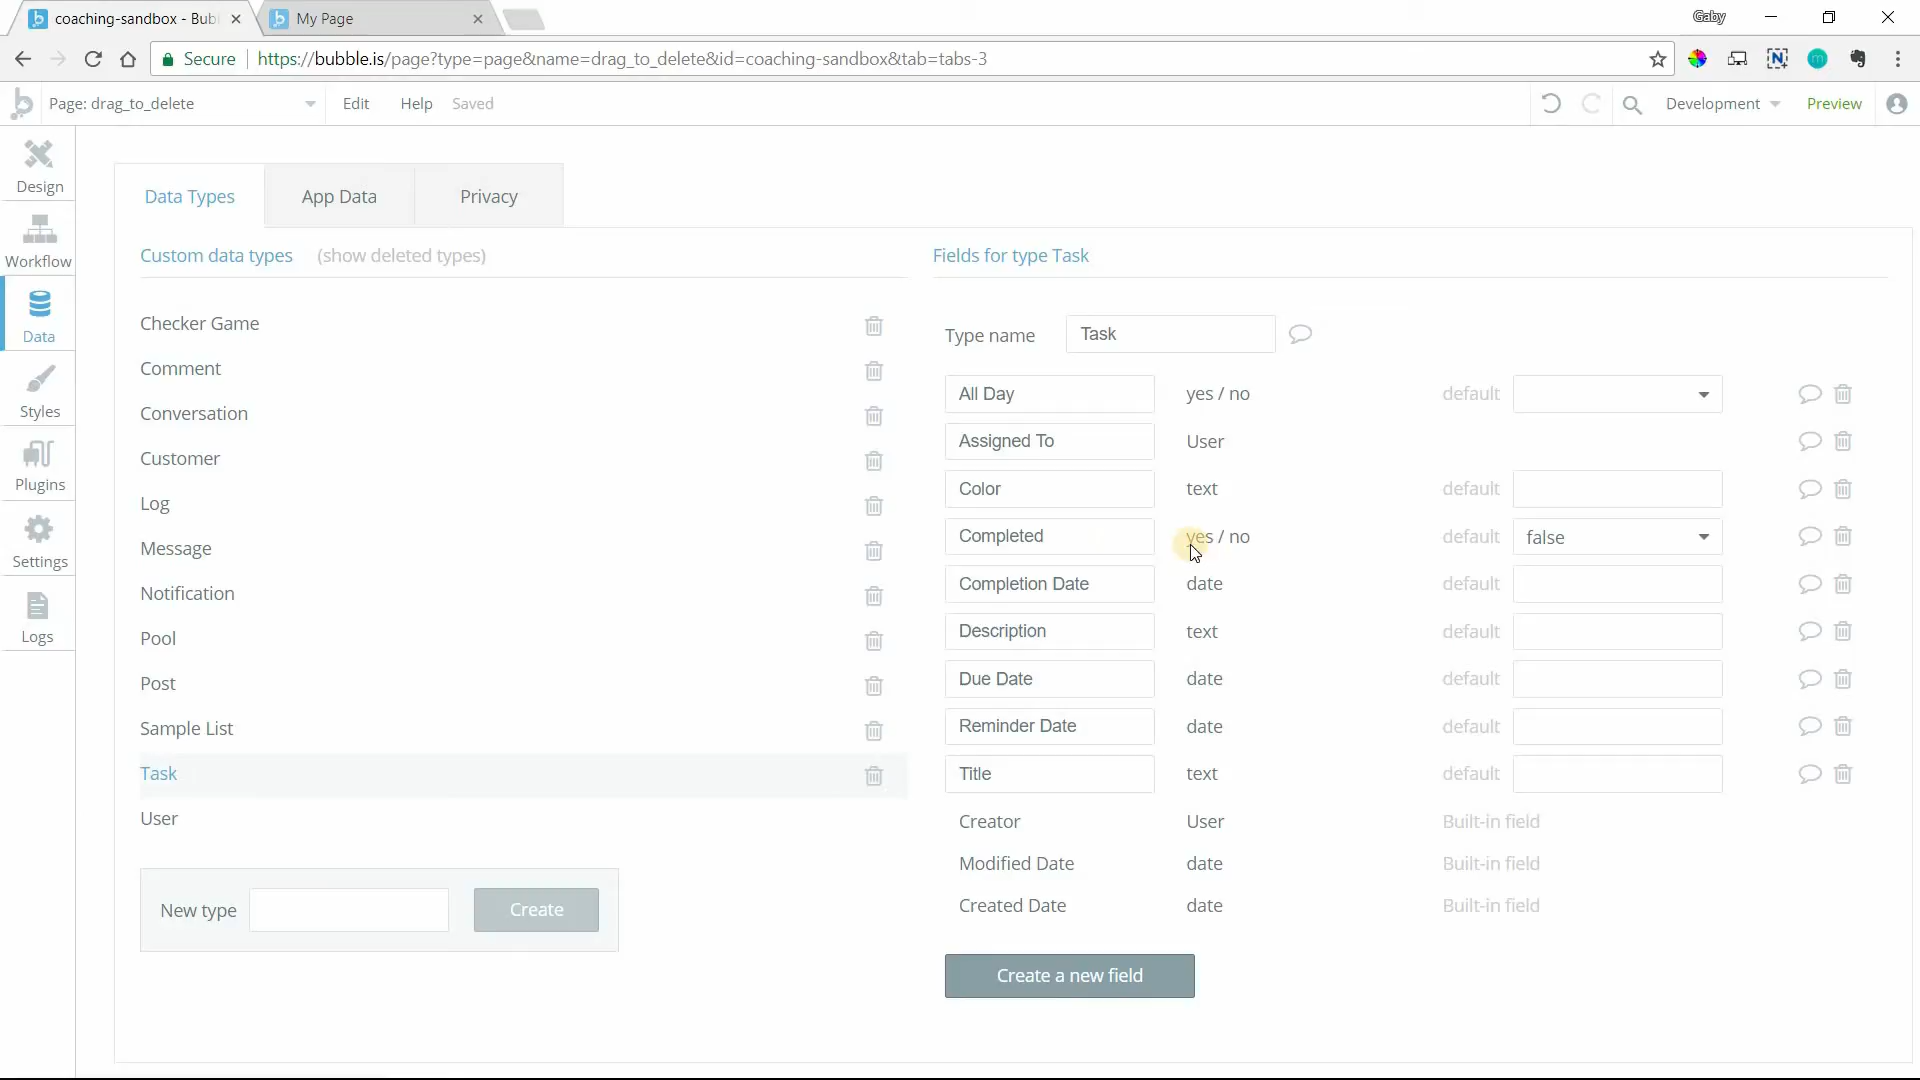 coaching-sandbox - Bub
My Page
Gaby
Secure
https://bubble.is/page?type=page&name=drag_to_delete&id=coaching-sandbox&tab=tabs-3
Page: drag_to_delete
Edit
Help
Saved
Development
Preview
Design
Workflow
Data
Styles
Plugins
Settings
Logs
Data Types
App Data
Privacy
Custom data types
(show deleted types)
Checker Game
Comment
Conversation
Customer
Log
Message
Notification
Pool
Post
Sample List
Task
User
New type
Create
Fields for type Task
Type name
Task
All Day yes / no default
Assigned To User
Color text default
Completed yes / no default false
Completion Date date default
Description text default
Due Date date default
Reminder Date date default
Title text default
Creator User Built-in field
Modified Date date Built-in field
Created Date date Built-in field
Create a new field